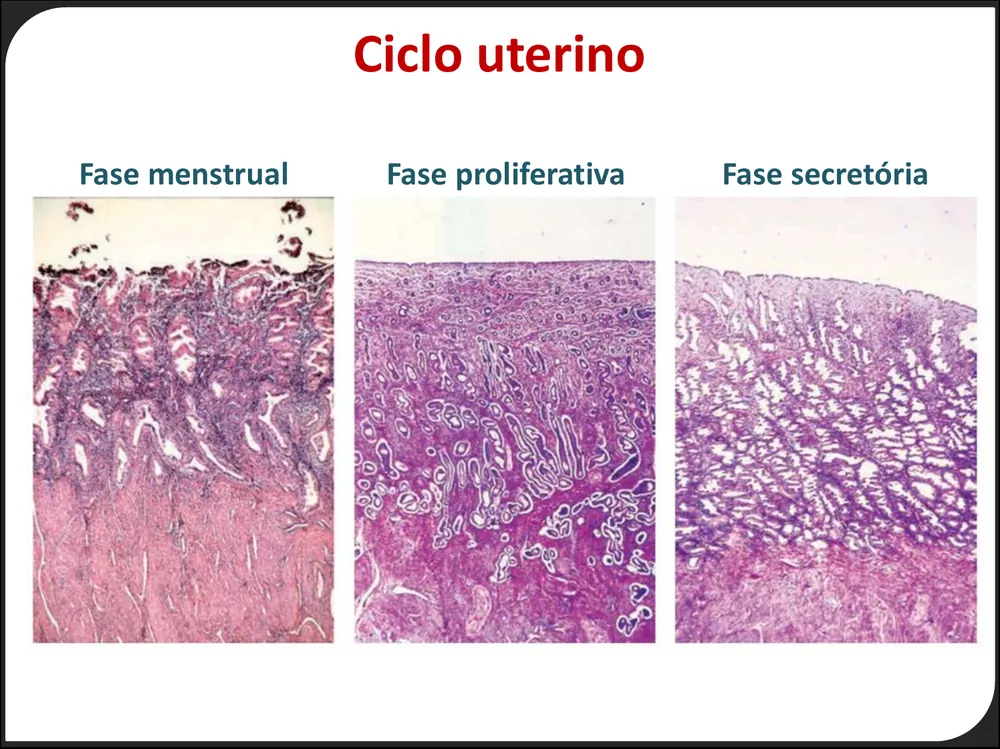 Ciclo uterino
Fase menstrual
Fase proliferativa
Fase secretória